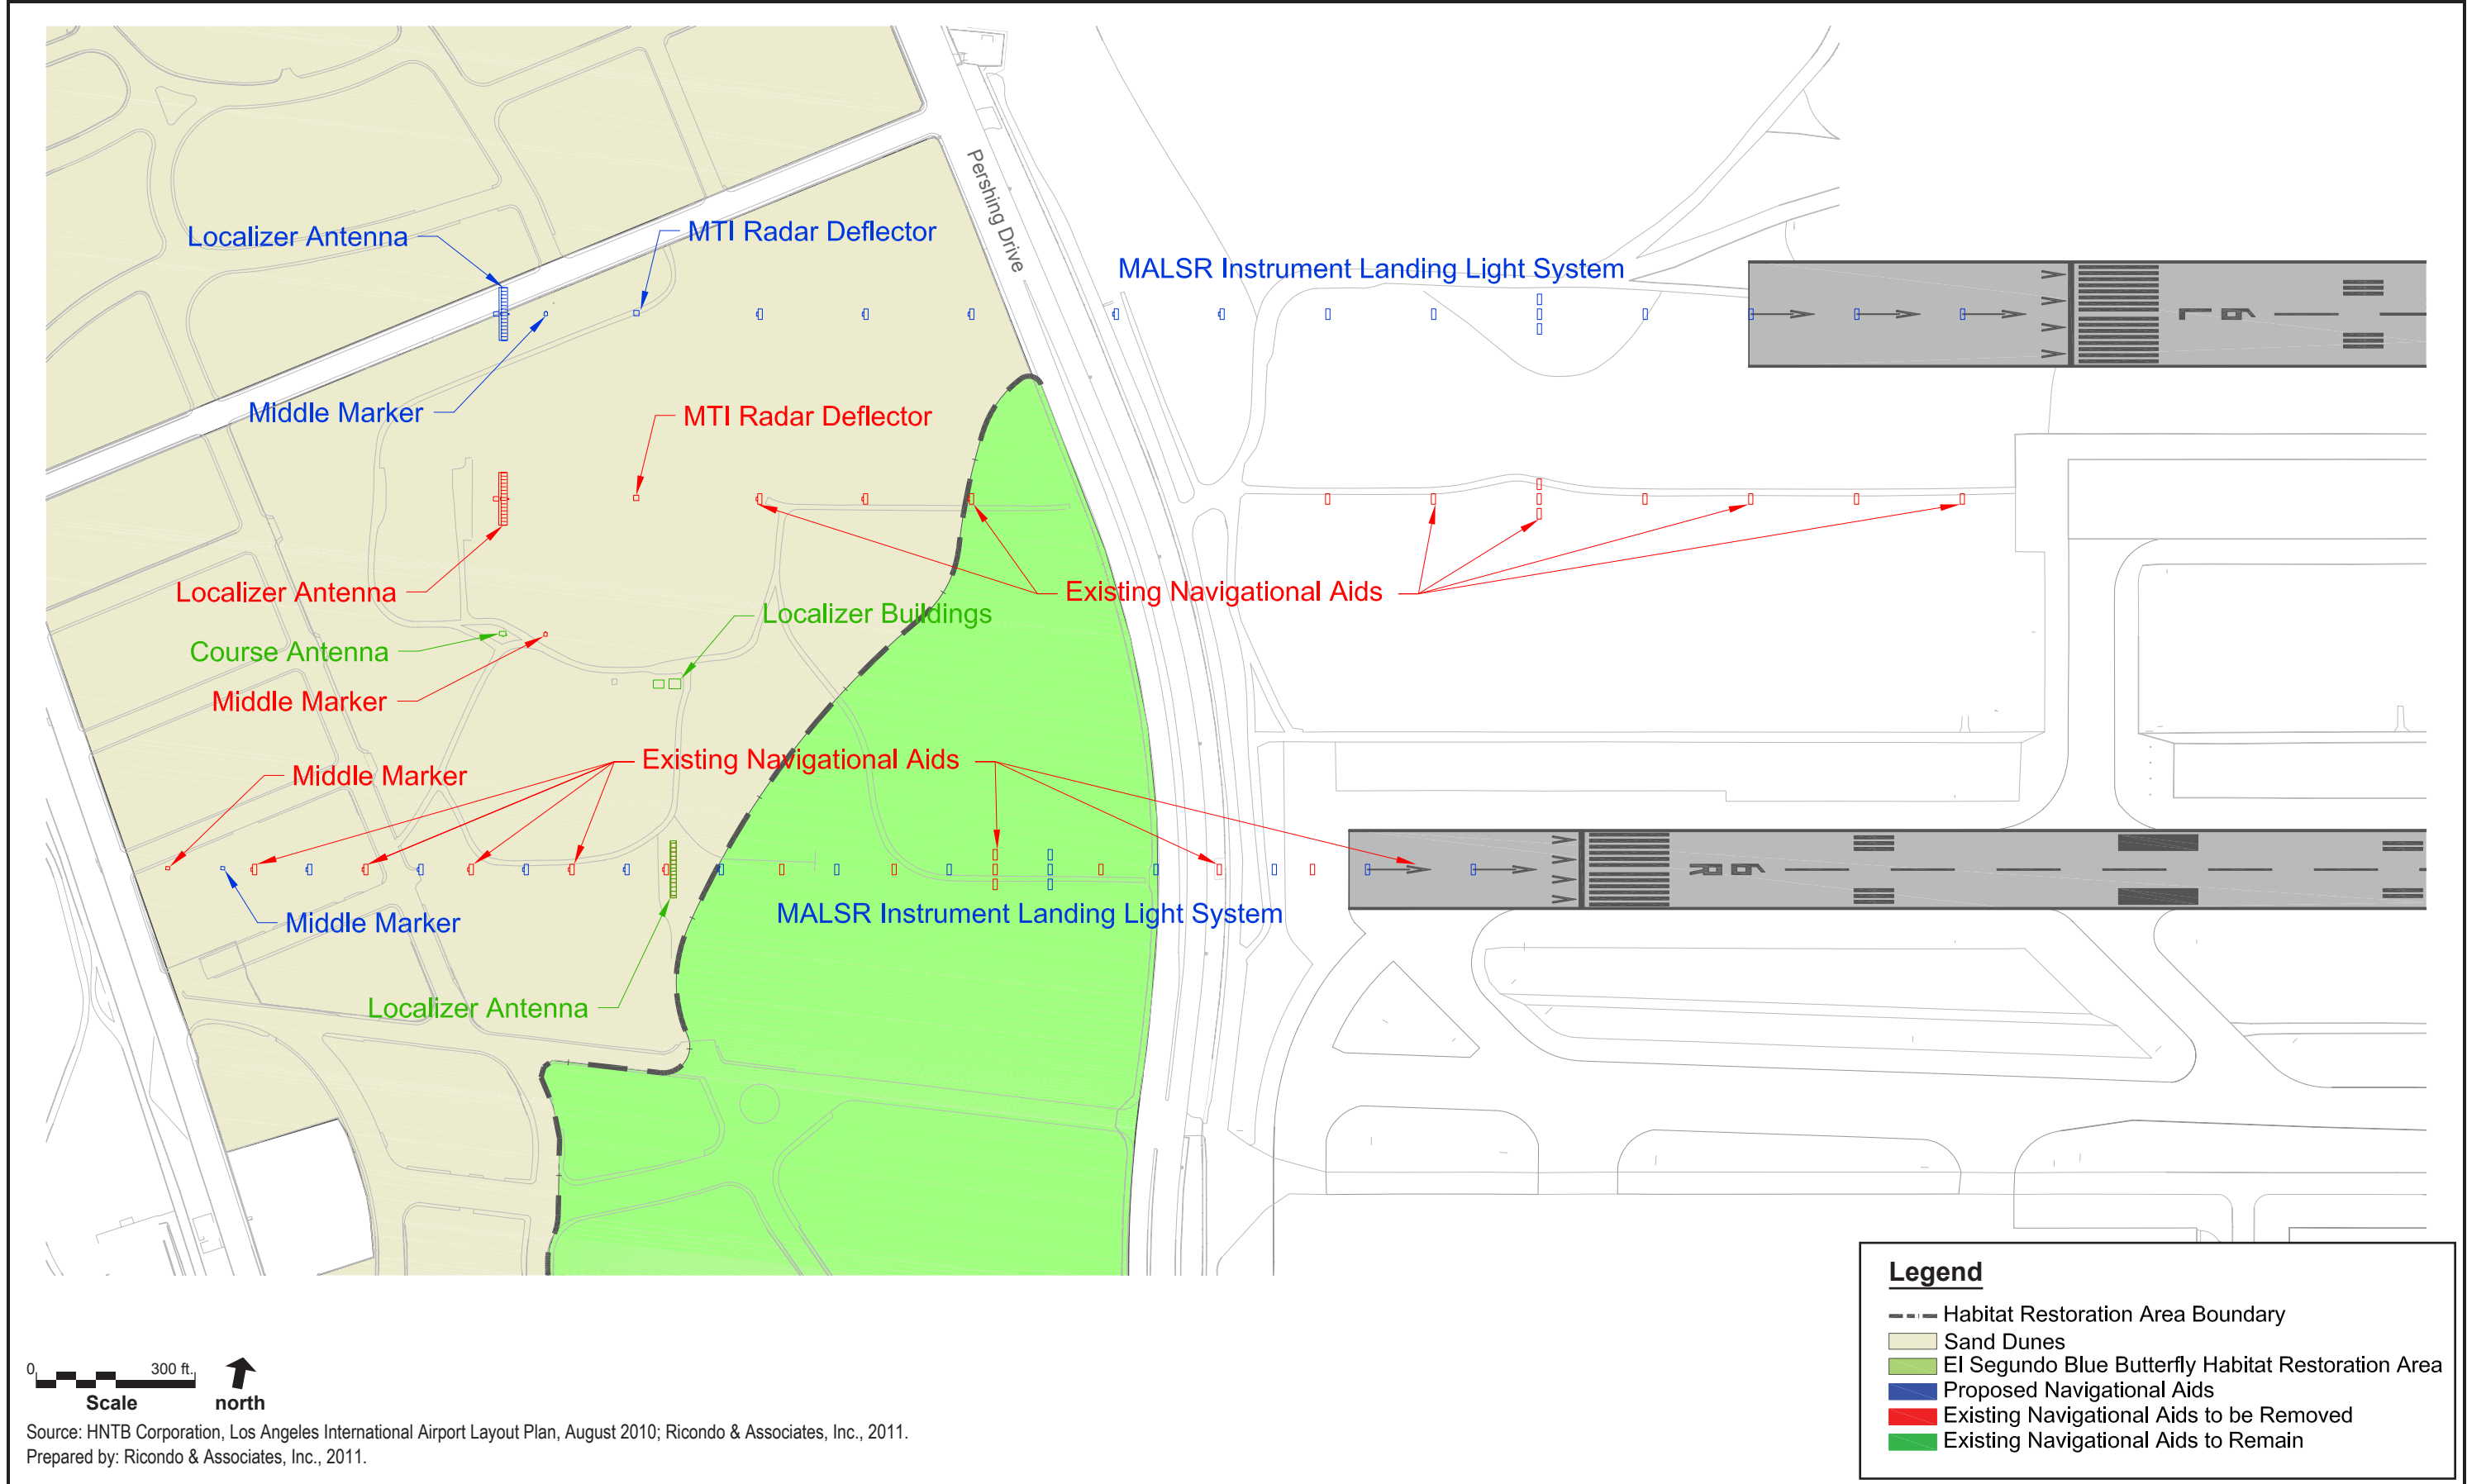 Pershing Drive
Localizer Antenna
MTI Radar Deflector
MALSR Instrument Landing Light System
6L
Middle Marker
MTI Radar Deflector
Localizer Antenna
Existing Navigational Aids
Localizer Buildings
Course Antenna
Middle Marker
Existing Navigational Aids
Middle Marker
6R
Middle Marker
MALSR Instrument Landing Light System
Localizer Antenna
Legend
Habitat Restoration Area Boundary
Sand Dunes
El Segundo Blue Butterfly Habitat Restoration Area
Proposed Navigational Aids
Existing Navigational Aids to be Removed
Existing Navigational Aids to Remain
0 300 ft.
Scale north
Source: HNTB Corporation, Los Angeles International Airport Layout Plan, August 2010; Ricondo & Associates, Inc., 2011.
Prepared by: Ricondo & Associates, Inc., 2011.